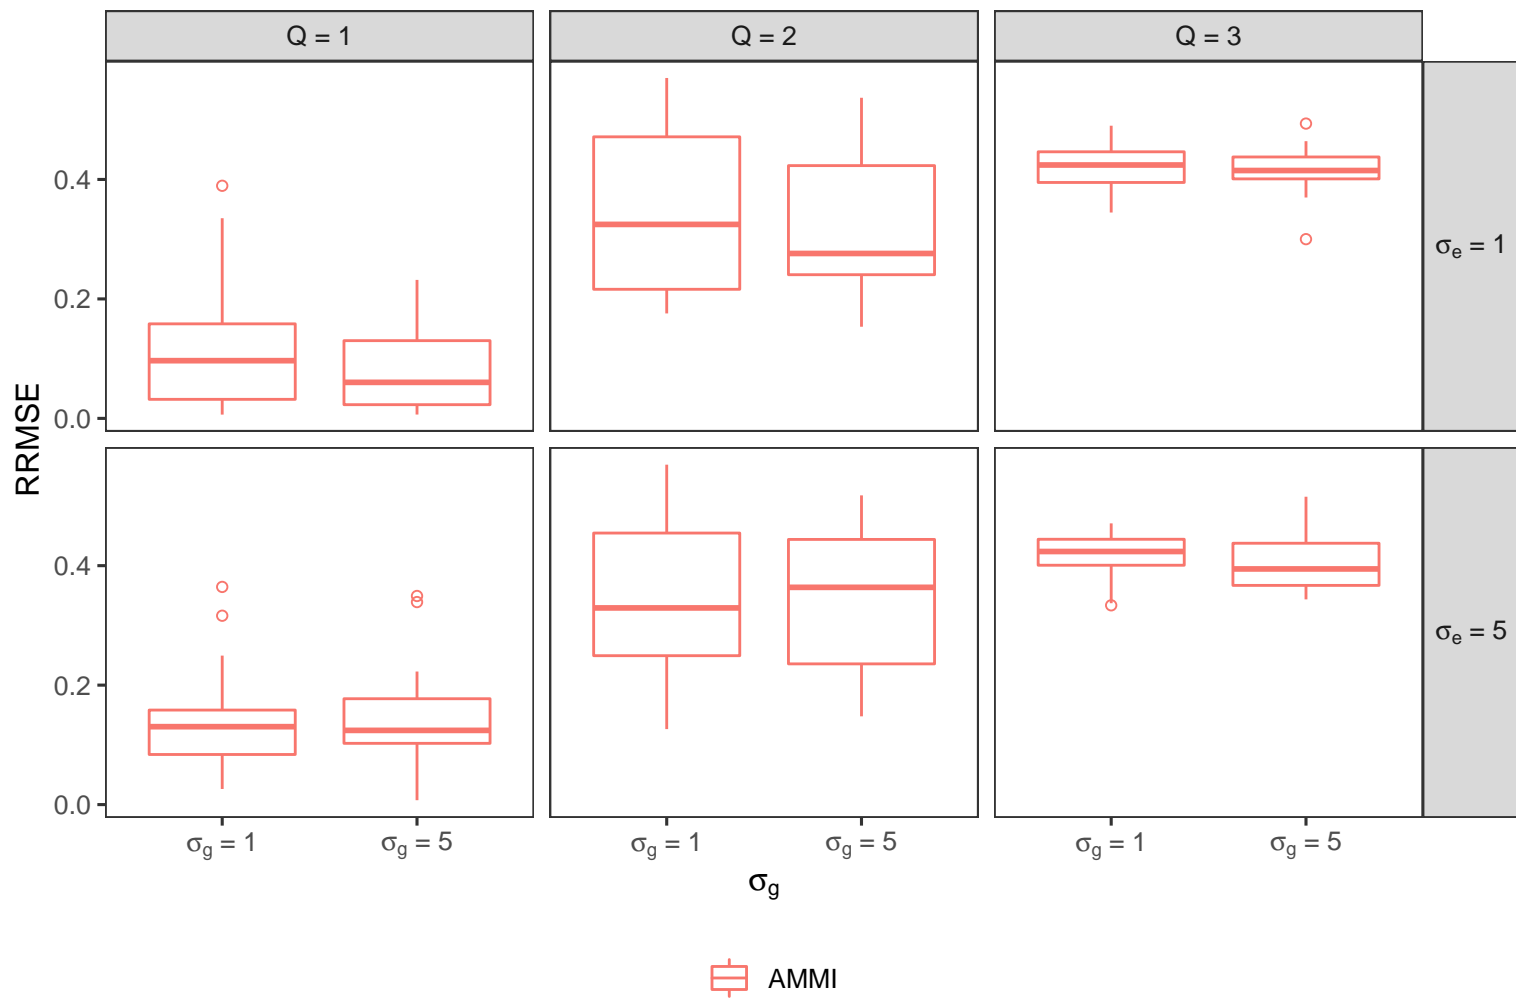 Q = 1
Q = 2
Q = 3
0.4
0.2
0.0
σe = 1
RRMSE
0.4
0.2
0.0
σe = 5
σg = 1
σg = 5
σg = 1
σg = 5
σg = 1
σg = 5
σg
AMMI